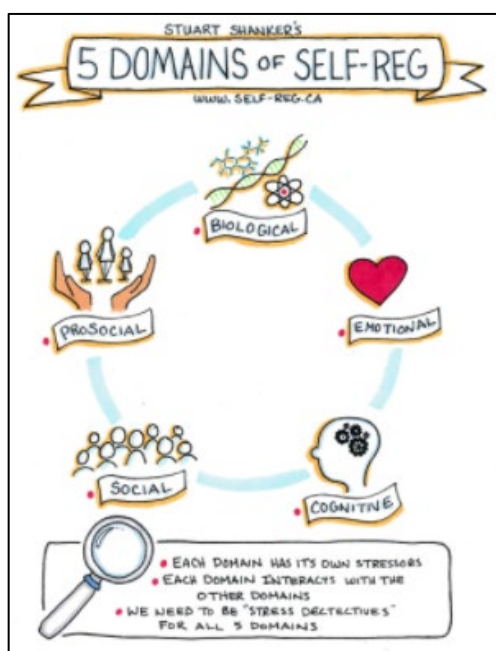 STUART SHANKER'S
5 DOMAINS OF SELF-REG
WWW.SELF-REG.CA
• BIOLOGICAL
• EMOTIONAL
• COGNITIVE
• SOCIAL
• PROSOCIAL
• EACH DOMAIN HAS ITS OWN STRESSORS
• EACH DOMAIN INTERACTS WITH THE
OTHER DOMAINS
• WE NEED TO BE "STRESS DECTECTIVES"
FOR ALL 5 DOMAINS